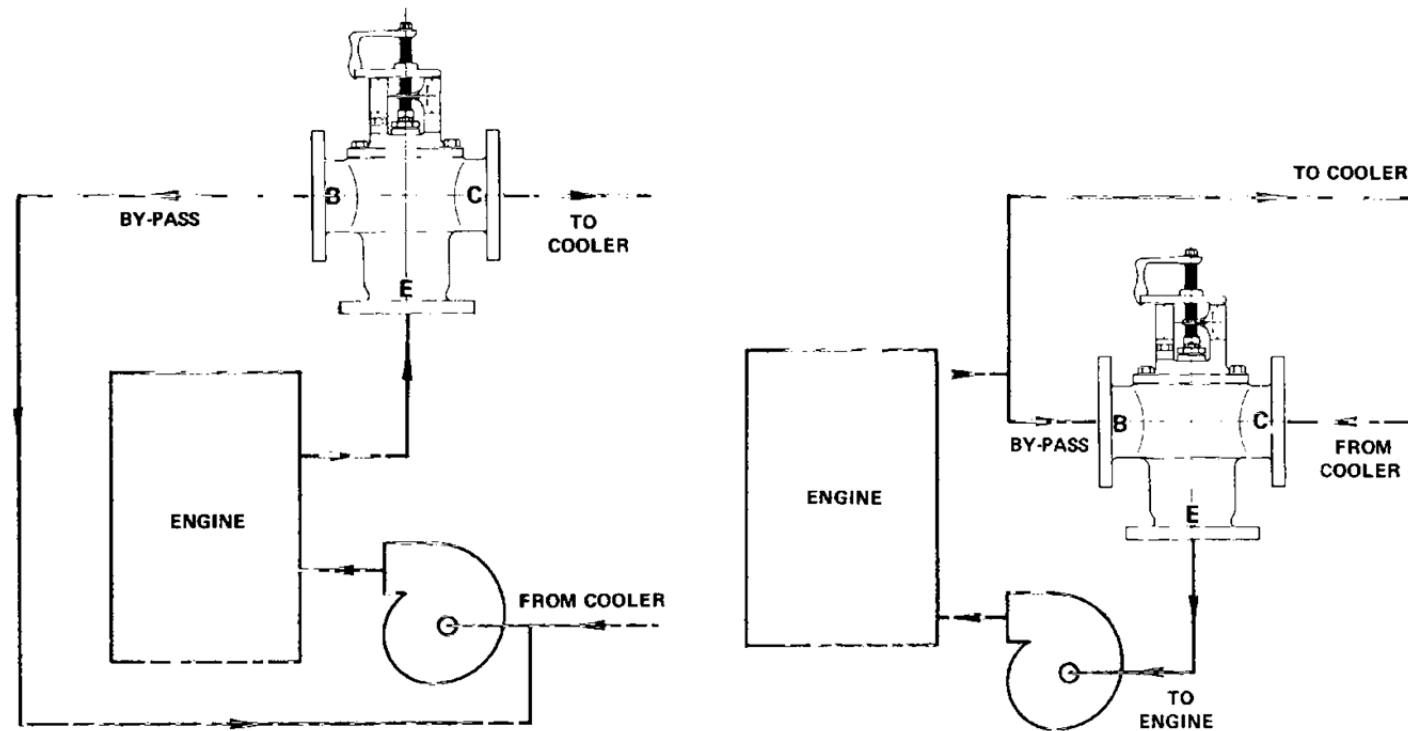 B
C
BY-PASS
TO
COOLER
E
ENGINE
FROM COOLER
TO COOLER
B
C
BY-PASS
FROM
COOLER
ENGINE
E
TO
ENGINE